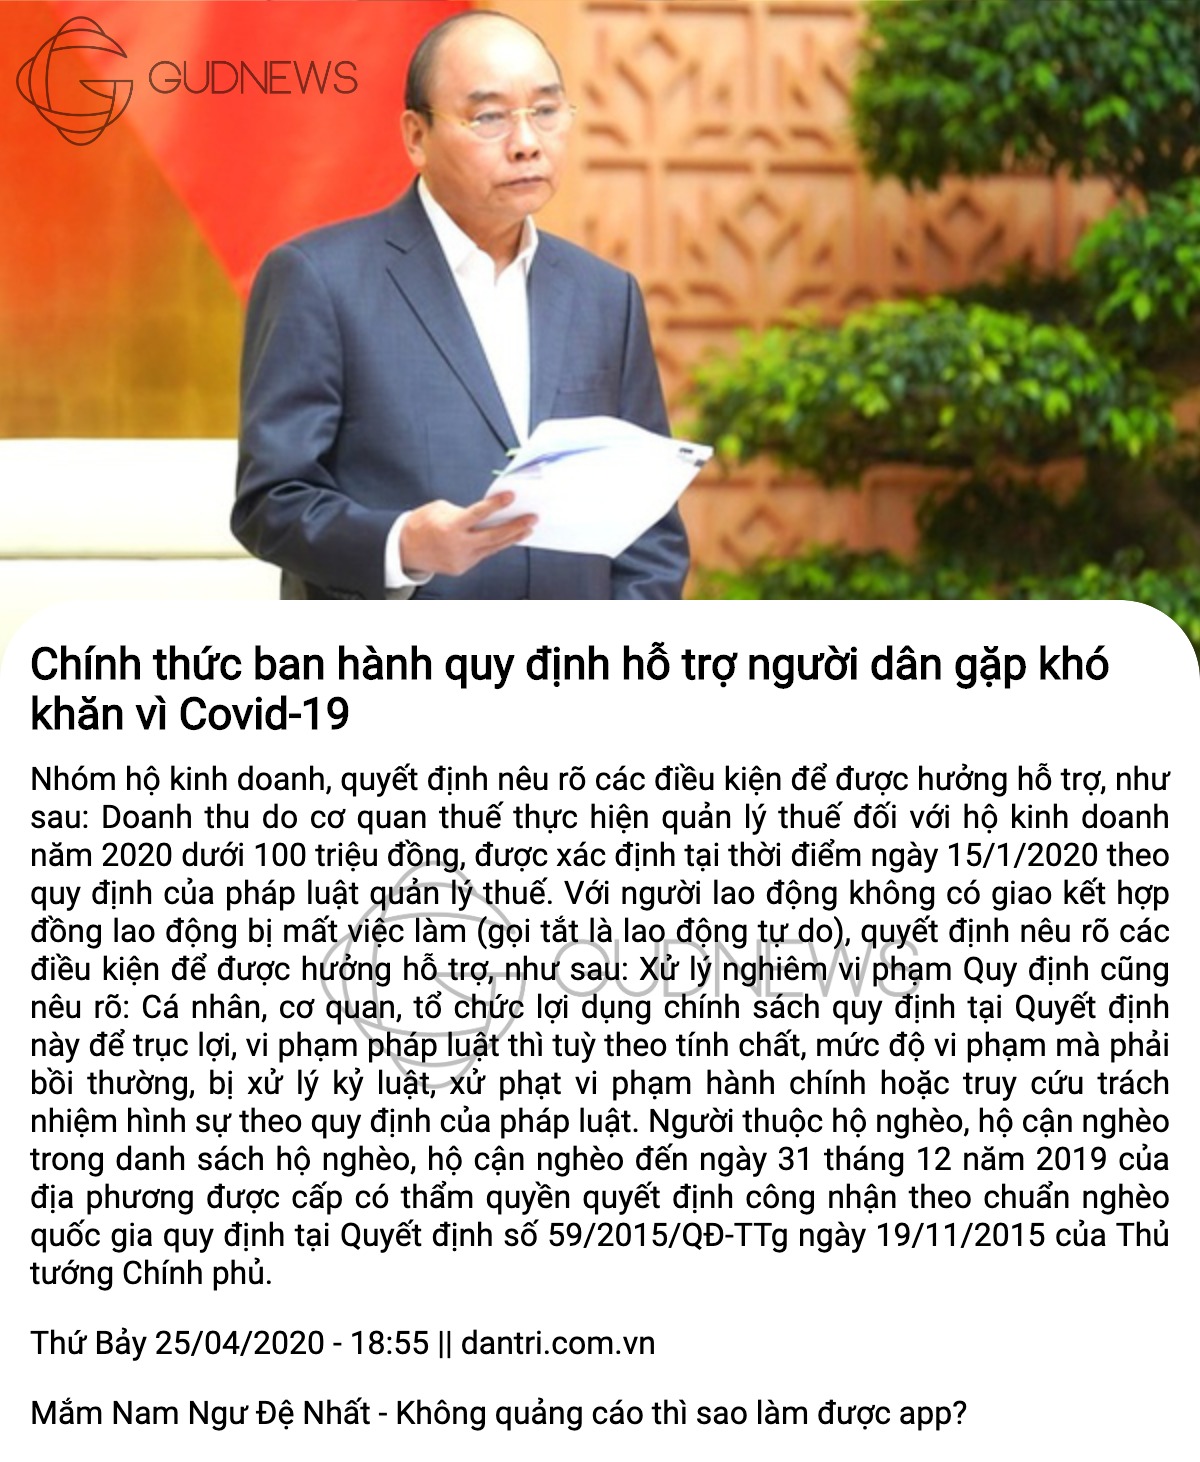 GUDNEWS
Chính thức ban hành quy định hỗ trợ người dân gặp khó
khăn vì Covid-19
Nhóm hộ kinh doanh, quyết định nêu rõ các điều kiện để được hưởng hỗ trợ, như
sau: Doanh thu do cơ quan thuế thực hiện quản lý thuế đối với hộ kinh doanh
năm 2020 dưới 100 triệu đồng, được xác định tại thời điểm ngày 15/1/2020 theo
quy định của pháp luật quản lý thuế. Với người lao động không có giao kết hợp
đồng lao động bị mất việc làm (gọi tắt là lao động tự do), quyết định nêu rõ các
GUDNEWS
điều kiện để được hưởng hỗ trợ, như sau: Xử lý nghiêm vi phạm Quy định cũng
nêu rõ: Cá nhân, cơ quan, tổ chức lợi dụng chính sách quy định tại Quyết định
này để trục lợi, vi phạm pháp luật thì tuỳ theo tính chất, mức độ vi phạm mà phải
bồi thường, bị xử lý kỷ luật, xử phạt vi phạm hành chính hoặc truy cứu trách
nhiệm hình sự theo quy định của pháp luật. Người thuộc hộ nghèo, hộ cận nghèo
trong danh sách hộ nghèo, hộ cận nghèo đến ngày 31 tháng 12 năm 2019 của
địa phương được cấp có thẩm quyền quyết định công nhận theo chuẩn nghèo
quốc gia quy định tại Quyết định số 59/2015/QĐ-TTg ngày 19/11/2015 của Thủ
tướng Chính phủ.
Thứ Bảy 25/04/2020 - 18:55 || dantri.com.vn
Mắm Nam Ngư Đệ Nhất - Không quảng cáo thì sao làm được app?